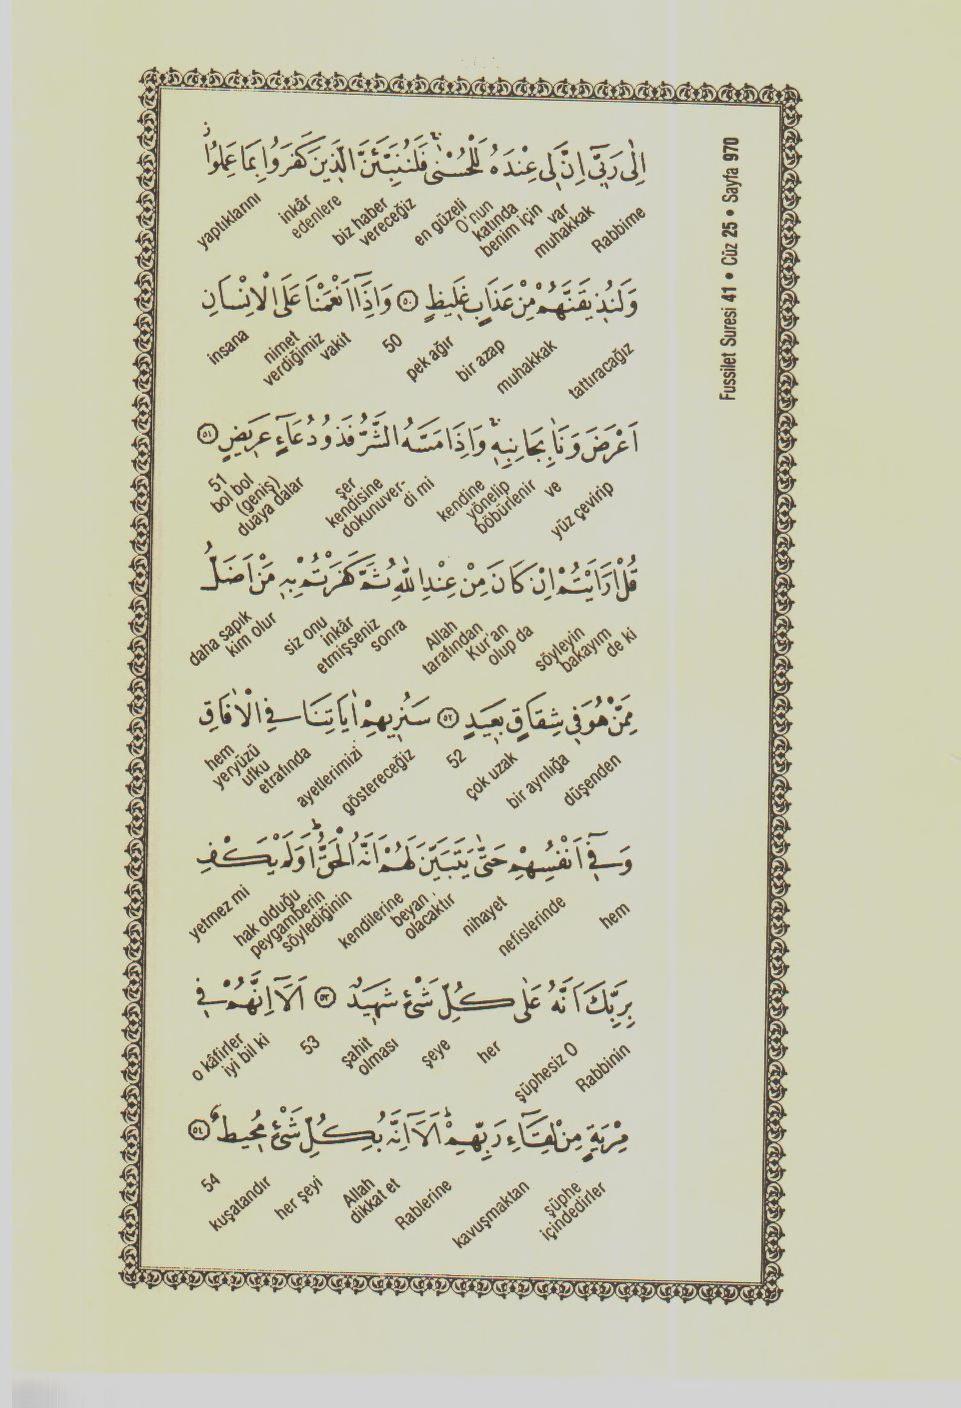 Fussilet Suresi 41 • Cüz 25 • Sayfa 970
اِلٰى رَبّ۪ٓي اِنَّ ل۪ي عِنْدَهُ لَلْحُسْنٰىۚ فَلَنُنَبِّئَنَّ الَّذ۪ينَ كَفَرُوا بِمَا عَمِلُواۘ
Rabbime muhakkak var benim için katında O'nun en güzeli biz haber vereceğiz inkâr edenlere yaptıklarını
وَلَنُذ۪يقَنَّهُمْ مِنْ عَذَابٍ غَل۪يظٍ ﴿٥٠﴾ وَاِذَٓا اَنْعَمْنَا عَلَى الْاِنْسَانِ
tattıracağız muhakkak bir azap pek ağır 50 vakit nimet verdiğimiz insana
اَعْرَضَ وَنَاٰ بِجَانِبِه۪ۚ وَاِذَا مَسَّهُ الشَّرُّ فَذُو دُعَٓاءٍ عَر۪يضٍ ﴿٥١﴾
yüz çevirip ve kendine yönelip böbürlenir şer kendisine dokunuver- di mi bol bol (geniş) duaya dalar 51
قُلْ اَرَاَيْتُمْ اِنْ كَانَ مِنْ عِنْدِ اللّٰهِ ثُمَّ كَفَرْتُمْ بِه۪ مَنْ اَضَلُّ
de ki söyleyin bakayım Kur'an olup da Allah tarafından sonra siz onu inkâr etmişseniz daha sapık kim olur
مِمَّنْ هُوَ ف۪ي شِقَاقٍ بَع۪يدٍ ﴿٥٢﴾ سَنُر۪يهِمْ اٰيَاتِنَا فِي الْاٰفَاقِ
düşenden bir ayrılığa çok uzak 52 göstereceğiz ayetlerimizi hem yeryüzü ufku etrafında
وَف۪ٓي اَنْفُسِهِمْ حَتّٰى يَتَبَيَّنَ لَهُمْ اَنَّهُ الْحَقُّۜ اَوَلَمْ يَكْفِ
hem nefislerinde nihayet beyan olacaktır kendilerine hak olduğu peygamberin söylediğinin yetmez mi
بِرَبِّكَ اَنَّهُ عَلٰى كُلِّ شَيْءٍ شَه۪يدٌ ﴿٥٣﴾ اَلَٓا اِنَّهُمْ ف۪ي
Rabbinin şüphesiz O her şeye şahit olması 53 iyi bil ki o kâfirler
مِرْيَةٍ مِنْ لِقَٓاءِ رَبِّهِمْۜ اَلَٓا اِنَّهُ بِكُلِّ شَيْءٍ مُح۪يطٌ ﴿٥٤﴾
şüphe içindedirler kavuşmaktan Rablerine dikkat et Allah her şeyi kuşatandır 54